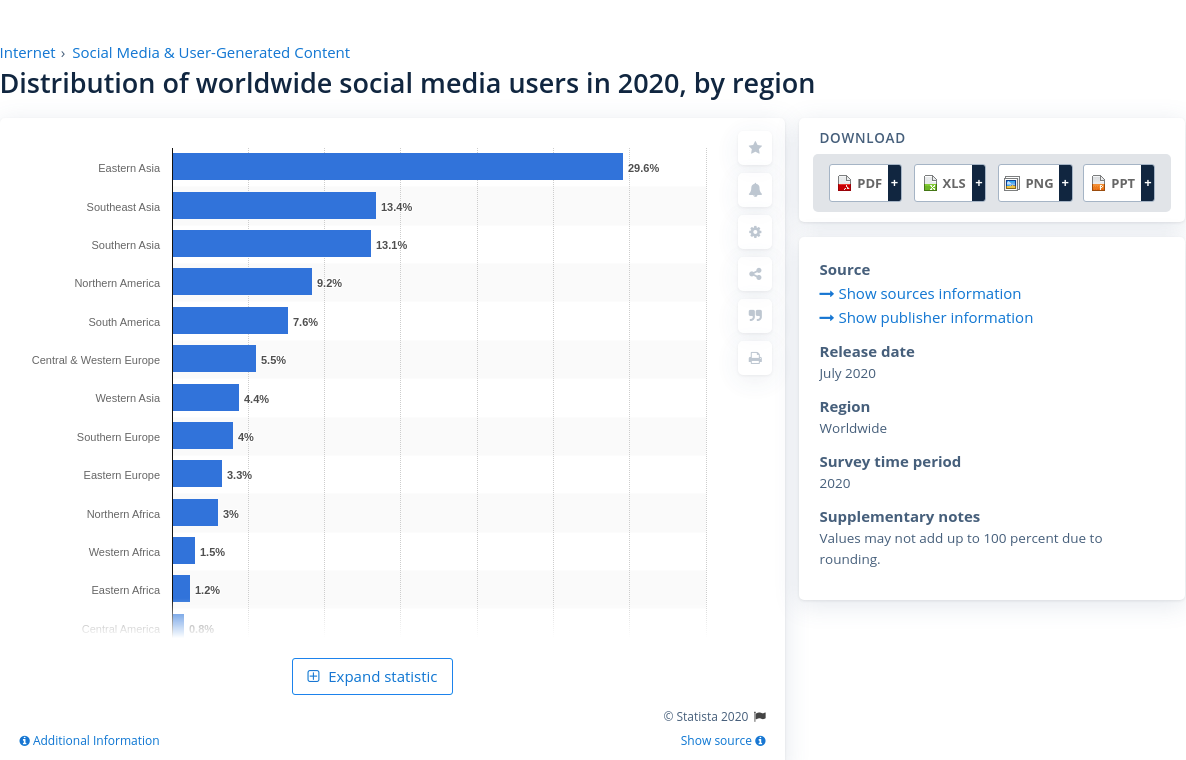 Internet › Social Media & User-Generated Content
Distribution of worldwide social media users in 2020, by region
Eastern Asia 29.6%
Southeast Asia 13.4%
Southern Asia 13.1%
Northern America 9.2%
South America 7.6%
Central & Western Europe 5.5%
Western Asia 4.4%
Southern Europe 4%
Eastern Europe 3.3%
Northern Africa 3%
Western Africa 1.5%
Eastern Africa 1.2%
Central America 0.8%
Expand statistic
© Statista 2020
Additional Information
Show source
DOWNLOAD
PDF + XLS + PNG + PPT +
Source
Show sources information
Show publisher information
Release date
July 2020
Region
Worldwide
Survey time period
2020
Supplementary notes
Values may not add up to 100 percent due to
rounding.